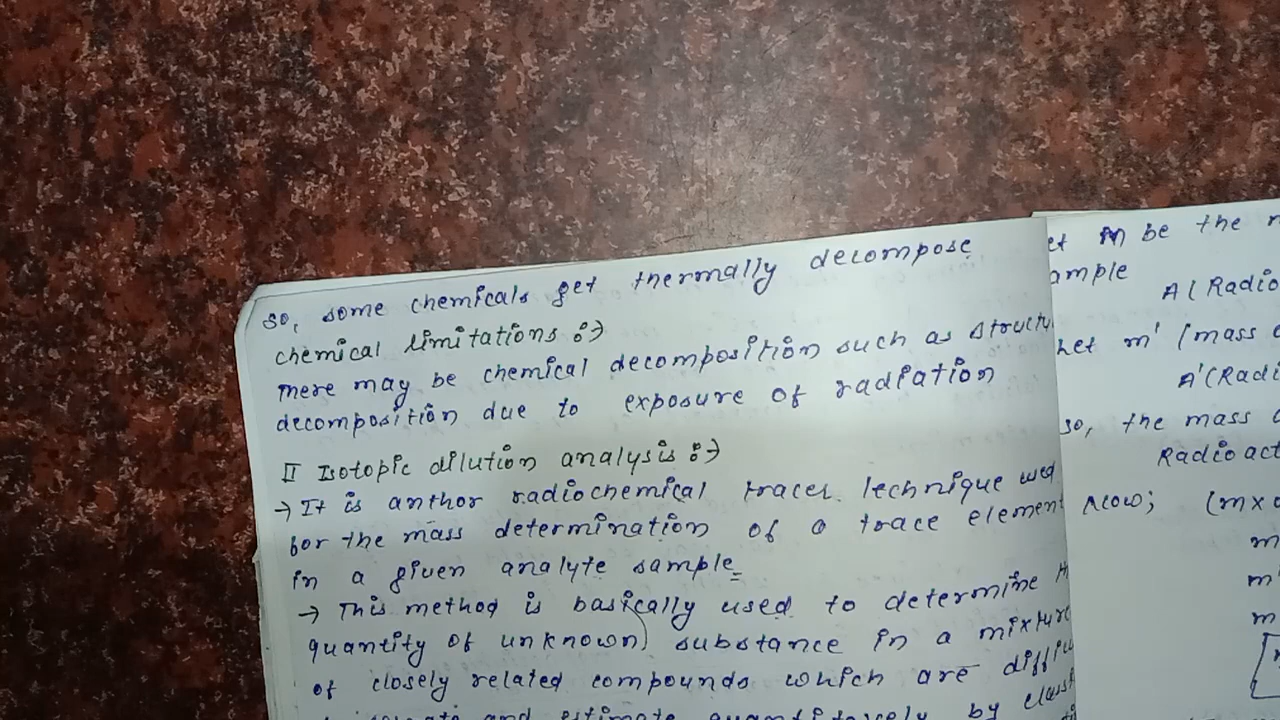 so, some chemicals get thermally decompose
chemical limitations :→
There may be chemical decomposition such as structu
decomposition due to exposure of radiation
II Isotopic dilution analysis :→
→ It is anthor radiochemical tracer technique used
for the mass determination of a trace element
in a given analyte sample
→ This method is basically used to determine
quantity of unknown substance in a mixture
of closely related compounds which are
and estimate by
et m be the
ample
A (Radio
Let m' (mass
A' (Radi
so, the mass
Radioact
Now; (m x
m
m'
m